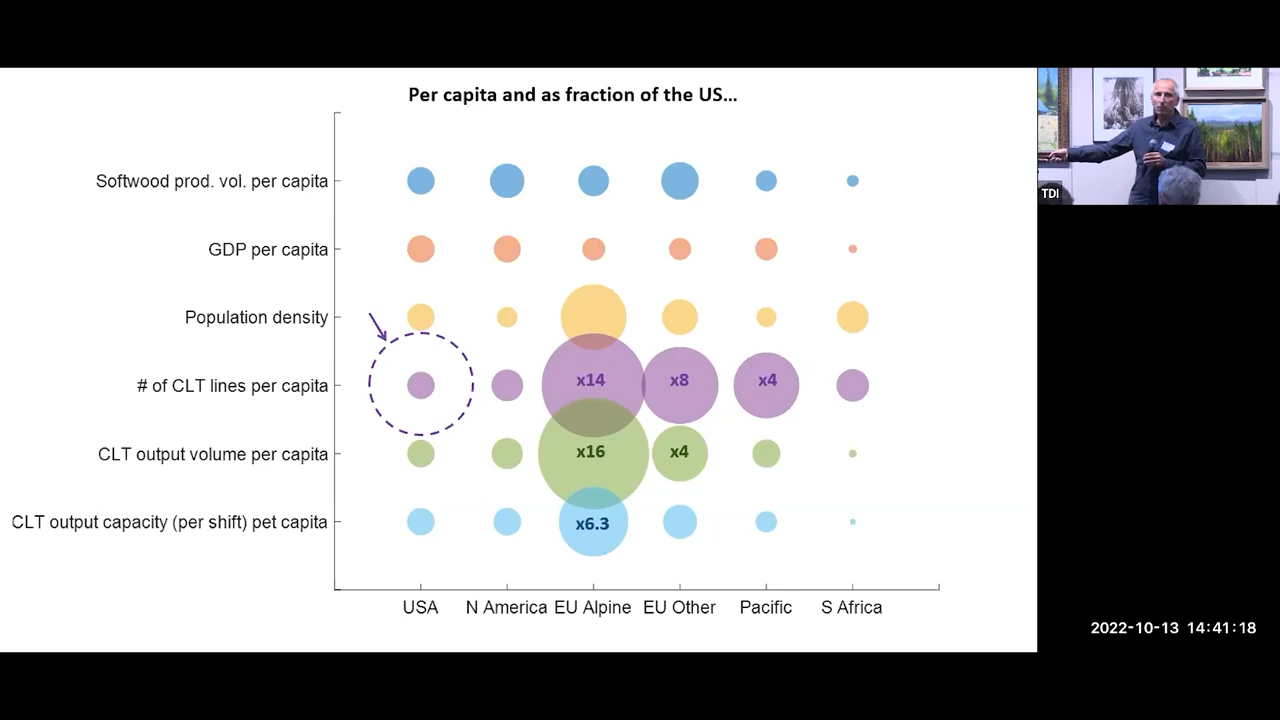 Per capita and as fraction of the US...
Softwood prod. vol. per capita
GDP per capita
Population density
# of CLT lines per capita
x14
x8
x4
CLT output volume per capita
x16
x4
CLT output capacity (per shift) pet capita
x6.3
USA
N America
EU Alpine
EU Other
Pacific
S Africa
TDI
2022-10-13 14:41:18